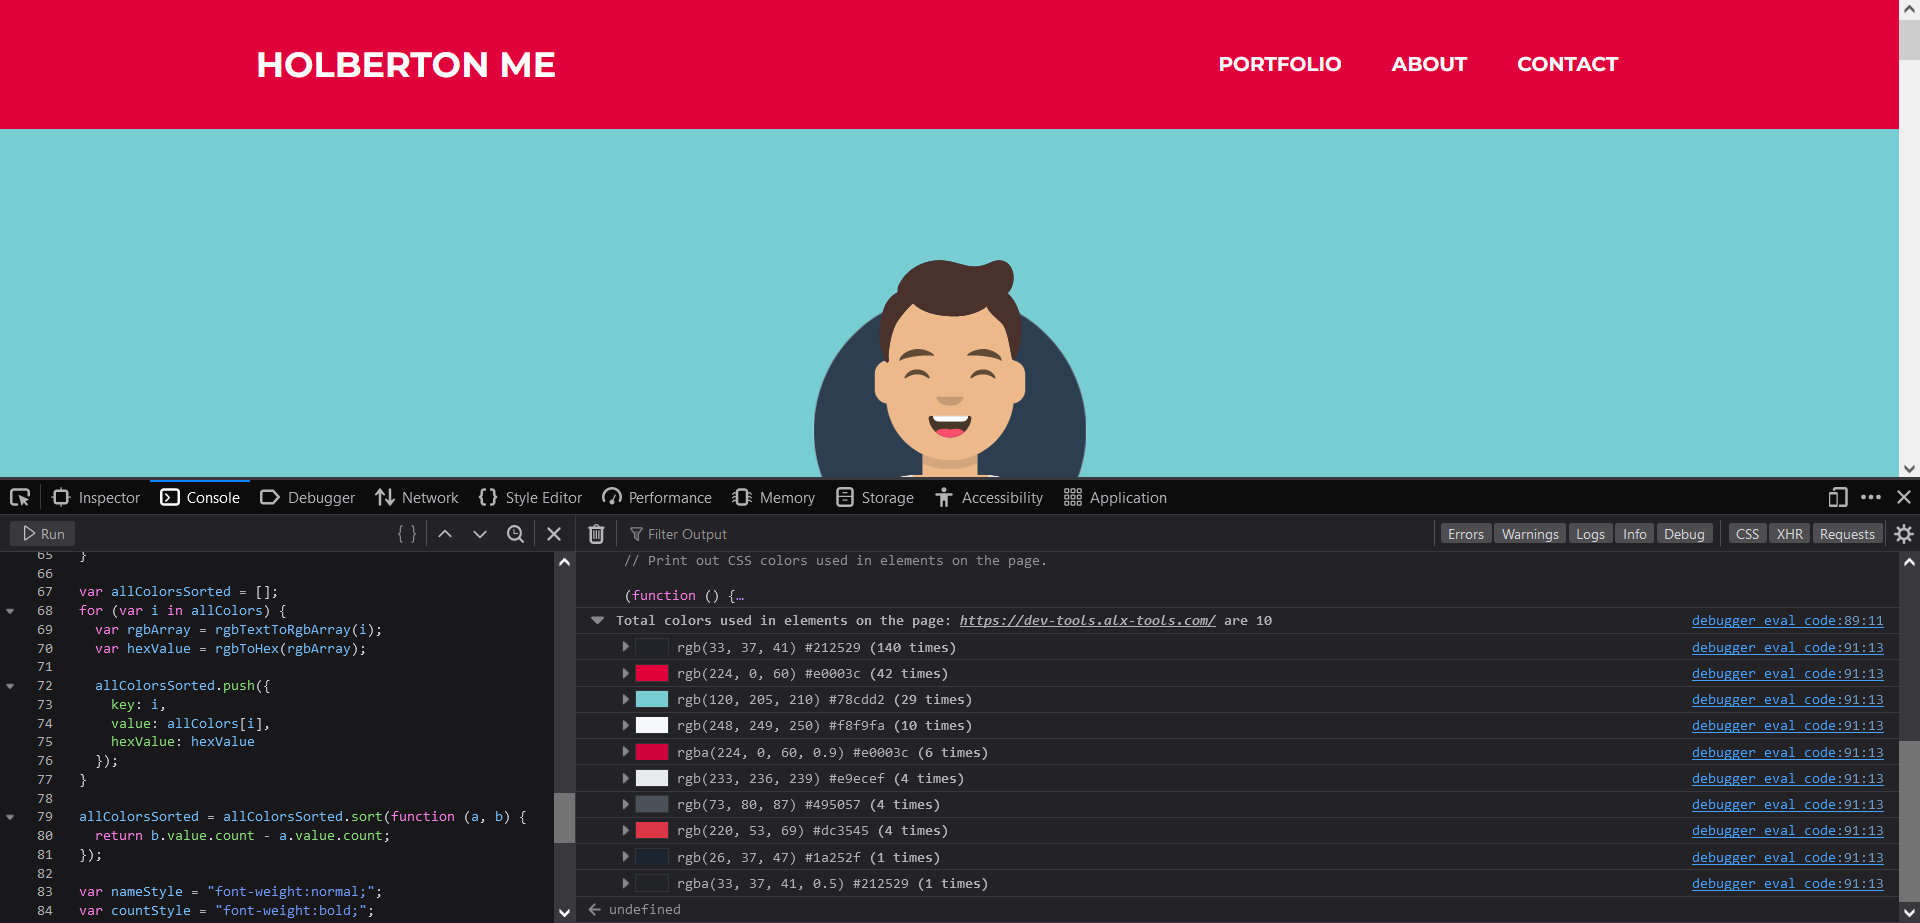 HOLBERTON ME
PORTFOLIO ABOUT CONTACT
Inspector Console Debugger Network Style Editor Performance Memory Storage Accessibility Application
Run
Filter Output
Errors Warnings Logs Info Debug CSS XHR Requests
65 }
66
67 var allColorsSorted = [];
68 for (var i in allColors) {
69 var rgbArray = rgbTextToRgbArray(i);
70 var hexValue = rgbToHex(rgbArray);
71
72 allColorsSorted.push({
73 key: i,
74 value: allColors[i],
75 hexValue: hexValue
76 });
77 }
78
79 allColorsSorted = allColorsSorted.sort(function (a, b) {
80 return b.value.count - a.value.count;
81 });
82
83 var nameStyle = "font-weight:normal;";
84 var countStyle = "font-weight:bold;";
// Print out CSS colors used in elements on the page.
(function () {…
Total colors used in elements on the page: https://dev-tools.alx-tools.com/ are 10 debugger eval code:89:11
rgb(33, 37, 41) #212529 (140 times) debugger eval code:91:13
rgb(224, 0, 60) #e0003c (42 times) debugger eval code:91:13
rgb(120, 205, 210) #78cdd2 (29 times) debugger eval code:91:13
rgb(248, 249, 250) #f8f9fa (10 times) debugger eval code:91:13
rgba(224, 0, 60, 0.9) #e0003c (6 times) debugger eval code:91:13
rgb(233, 236, 239) #e9ecef (4 times) debugger eval code:91:13
rgb(73, 80, 87) #495057 (4 times) debugger eval code:91:13
rgb(220, 53, 69) #dc3545 (4 times) debugger eval code:91:13
rgb(26, 37, 47) #1a252f (1 times) debugger eval code:91:13
rgba(33, 37, 41, 0.5) #212529 (1 times) debugger eval code:91:13
undefined